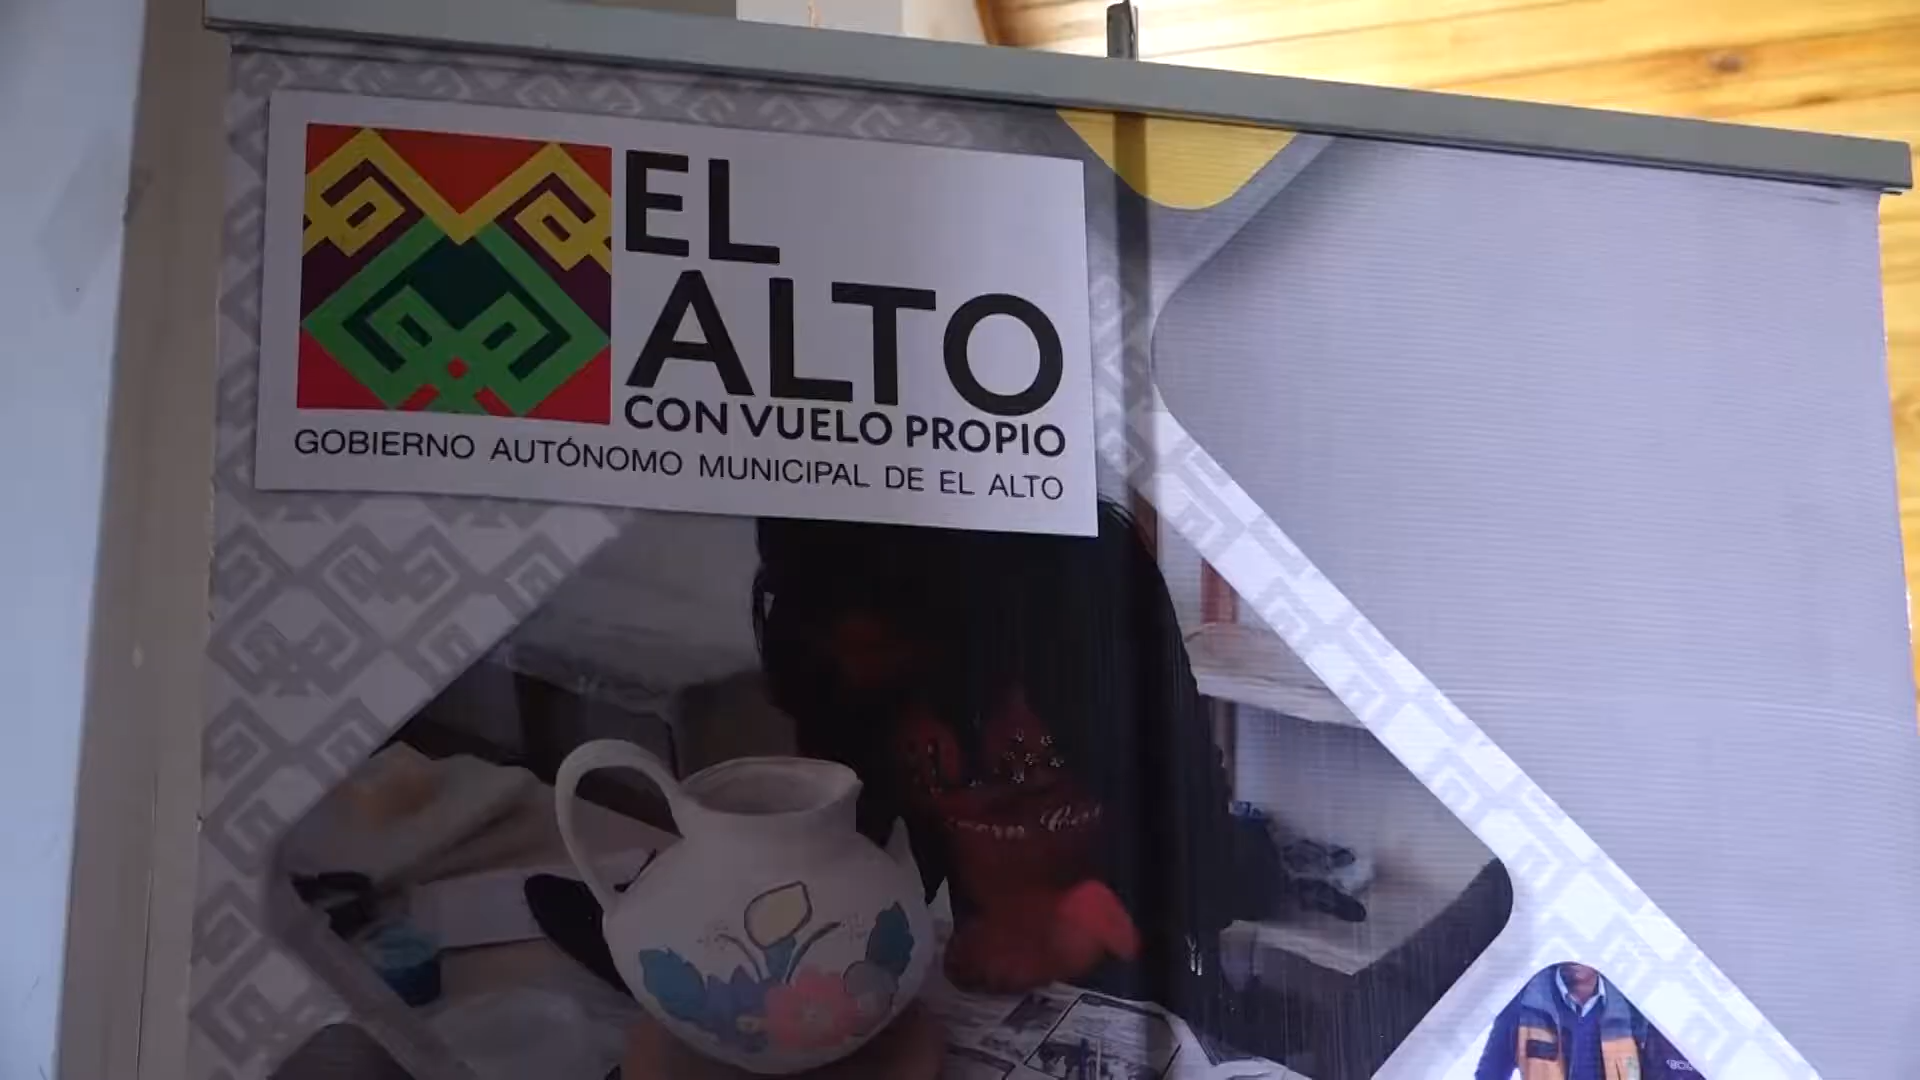 EL
ALTO
CON VUELO PROPIO
GOBIERNO AUTÓNOMO MUNICIPAL DE EL ALTO